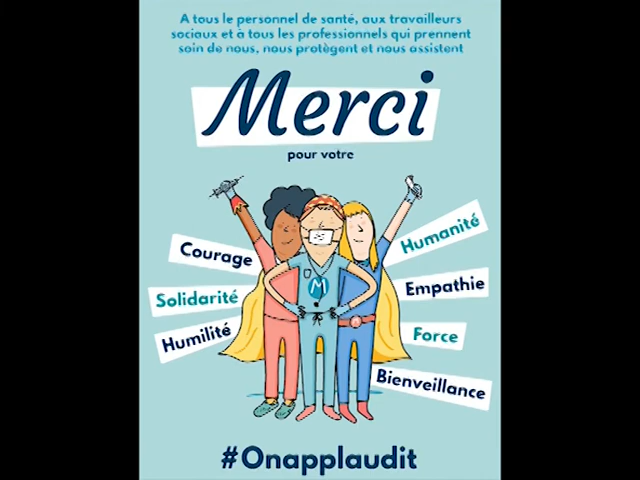 A tous le personnel de santé, aux travailleurs
sociaux et à tous les professionnels qui prennent
soin de nous, nous protègent et nous assistent
Merci
pour votre
Courage
Humanité
Solidarité
Empathie
Humilité
Force
Bienveillance
M
#Onapplaudit